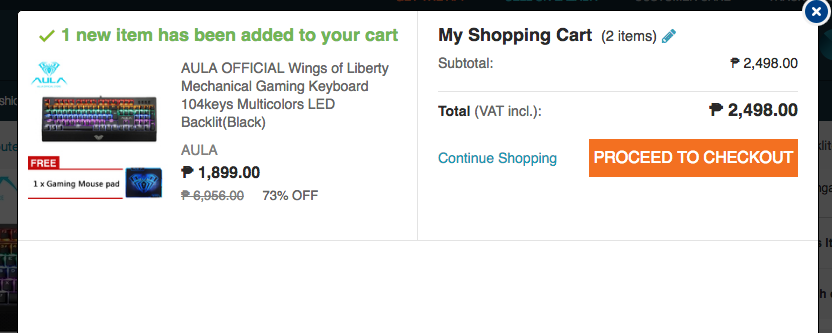 1 new item has been added to your cart
AULA
AULA OFFICIAL Wings of Liberty
Mechanical Gaming Keyboard
104keys Multicolors LED
Backlit(Black)
AULA
₱ 1,899.00
₱ 6,956.00 73% OFF
FREE
1 x Gaming Mouse pad
My Shopping Cart (2 items)
Subtotal: ₱ 2,498.00
Total (VAT incl.): ₱ 2,498.00
Continue Shopping
PROCEED TO CHECKOUT